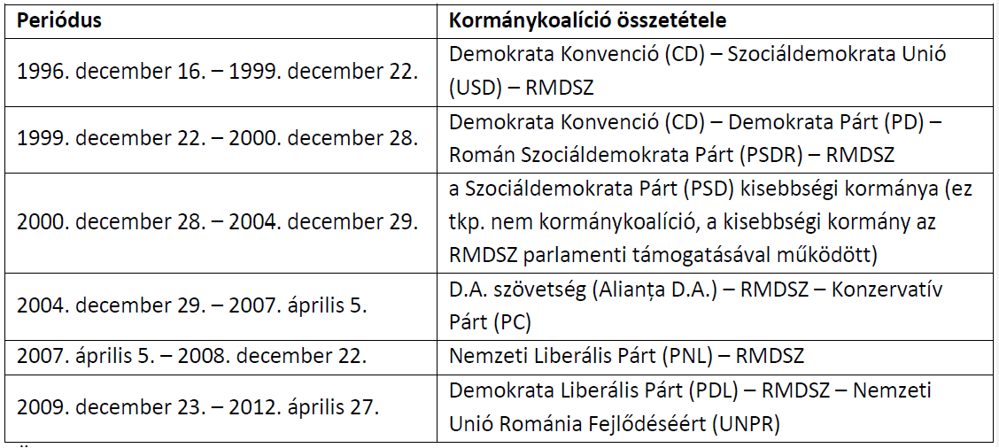 Periódus
Kormánykoalíció összetétele
1996. december 16. – 1999. december 22.
Demokrata Konvenció (CD) – Szociáldemokrata Unió
(USD) – RMDSZ
1999. december 22. – 2000. december 28.
Demokrata Konvenció (CD) – Demokrata Párt (PD) –
Román Szociáldemokrata Párt (PSDR) – RMDSZ
2000. december 28. – 2004. december 29.
a Szociáldemokrata Párt (PSD) kisebbségi kormánya (ez
tkp. nem kormánykoalíció, a kisebbségi kormány az
RMDSZ parlamenti támogatásával működött)
2004. december 29. – 2007. április 5.
D.A. szövetség (Alianța D.A.) – RMDSZ – Konzervatív
Párt (PC)
2007. április 5. – 2008. december 22.
Nemzeti Liberális Párt (PNL) – RMDSZ
2009. december 23. – 2012. április 27.
Demokrata Liberális Párt (PDL) – RMDSZ – Nemzeti
Unió Románia Fejlődéséért (UNPR)